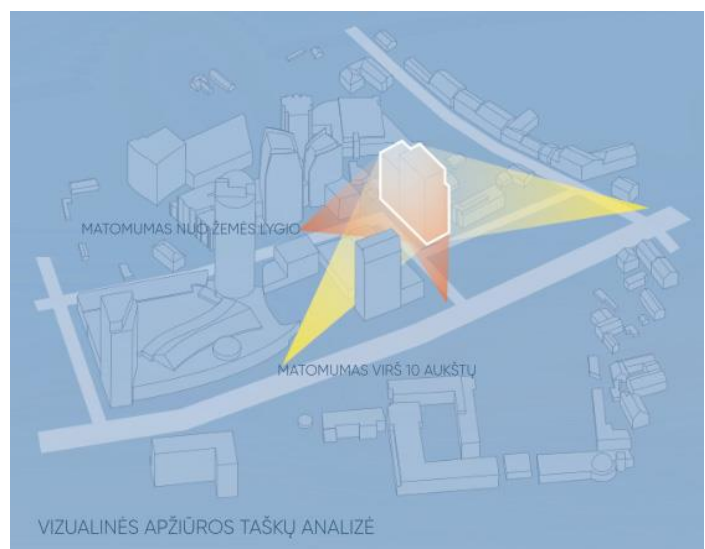 MATOMUMAS NUO ŽEMĖS LYGIO
MATOMUMAS VIRŠ 10 AUKŠTŲ
VIZUALINĖS APŽIŪROS TAŠKŲ ANALIZĖ